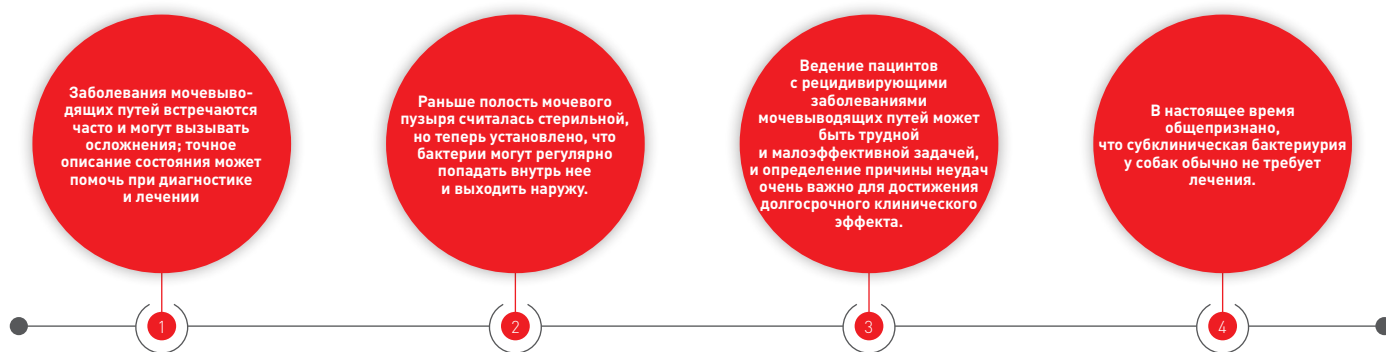 Заболевания мочевыво-
дящих путей встречаются
часто и могут вызывать
осложнения; точное
описание состояния может
помочь при диагностике
и лечении
1
Раньше полость мочевого
пузыря считалась стерильной,
но теперь установлено, что
бактерии могут регулярно
попадать внутрь нее
и выходить наружу.
2
Ведение пацинтов
с рецидивирующими
заболеваниями
мочевыводящих путей может
быть трудной
и малоэффективной задачей,
и определение причины неудач
очень важно для достижения
долгосрочного клинического
эффекта.
3
В настоящее время
общепризнано,
что субклиническая бактериурия
у собак обычно не требует
лечения.
4